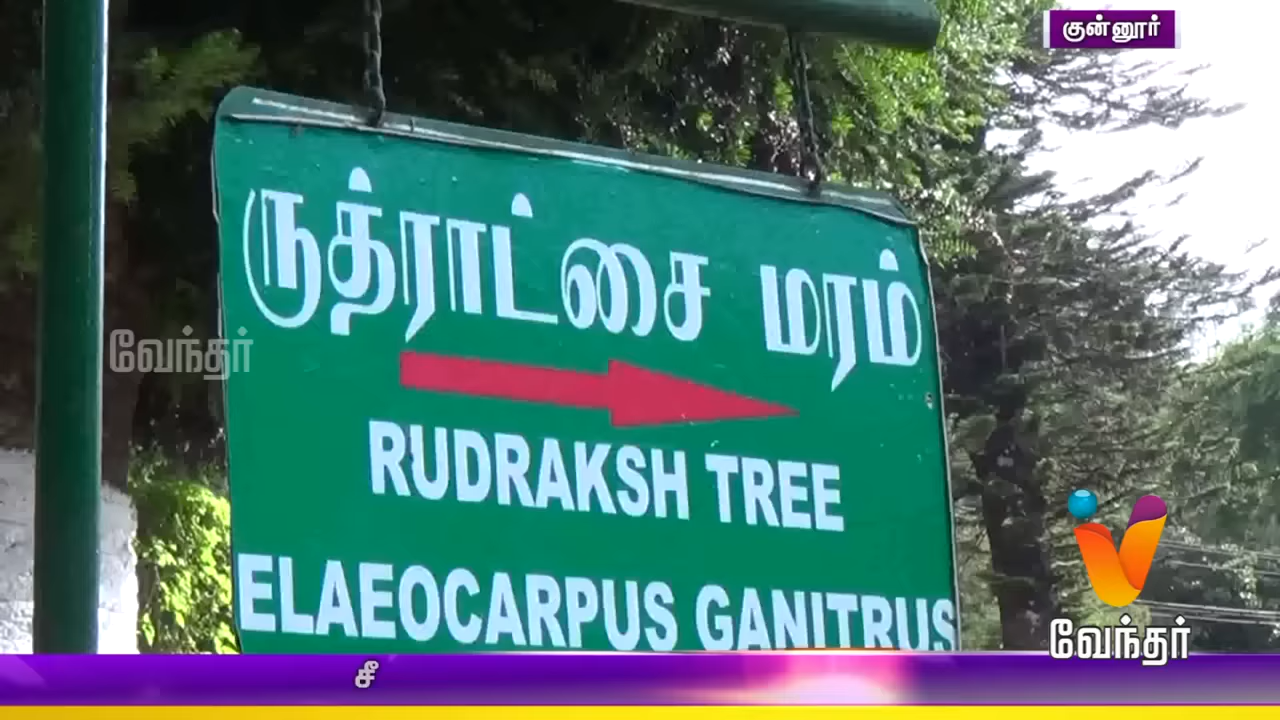 குன்னூர்
ருத்ராட்சை மரம்
வேந்தர்
RUDRAKSH TREE
ELAEOCARPUS GANITRUS
வேந்தர்
சீ